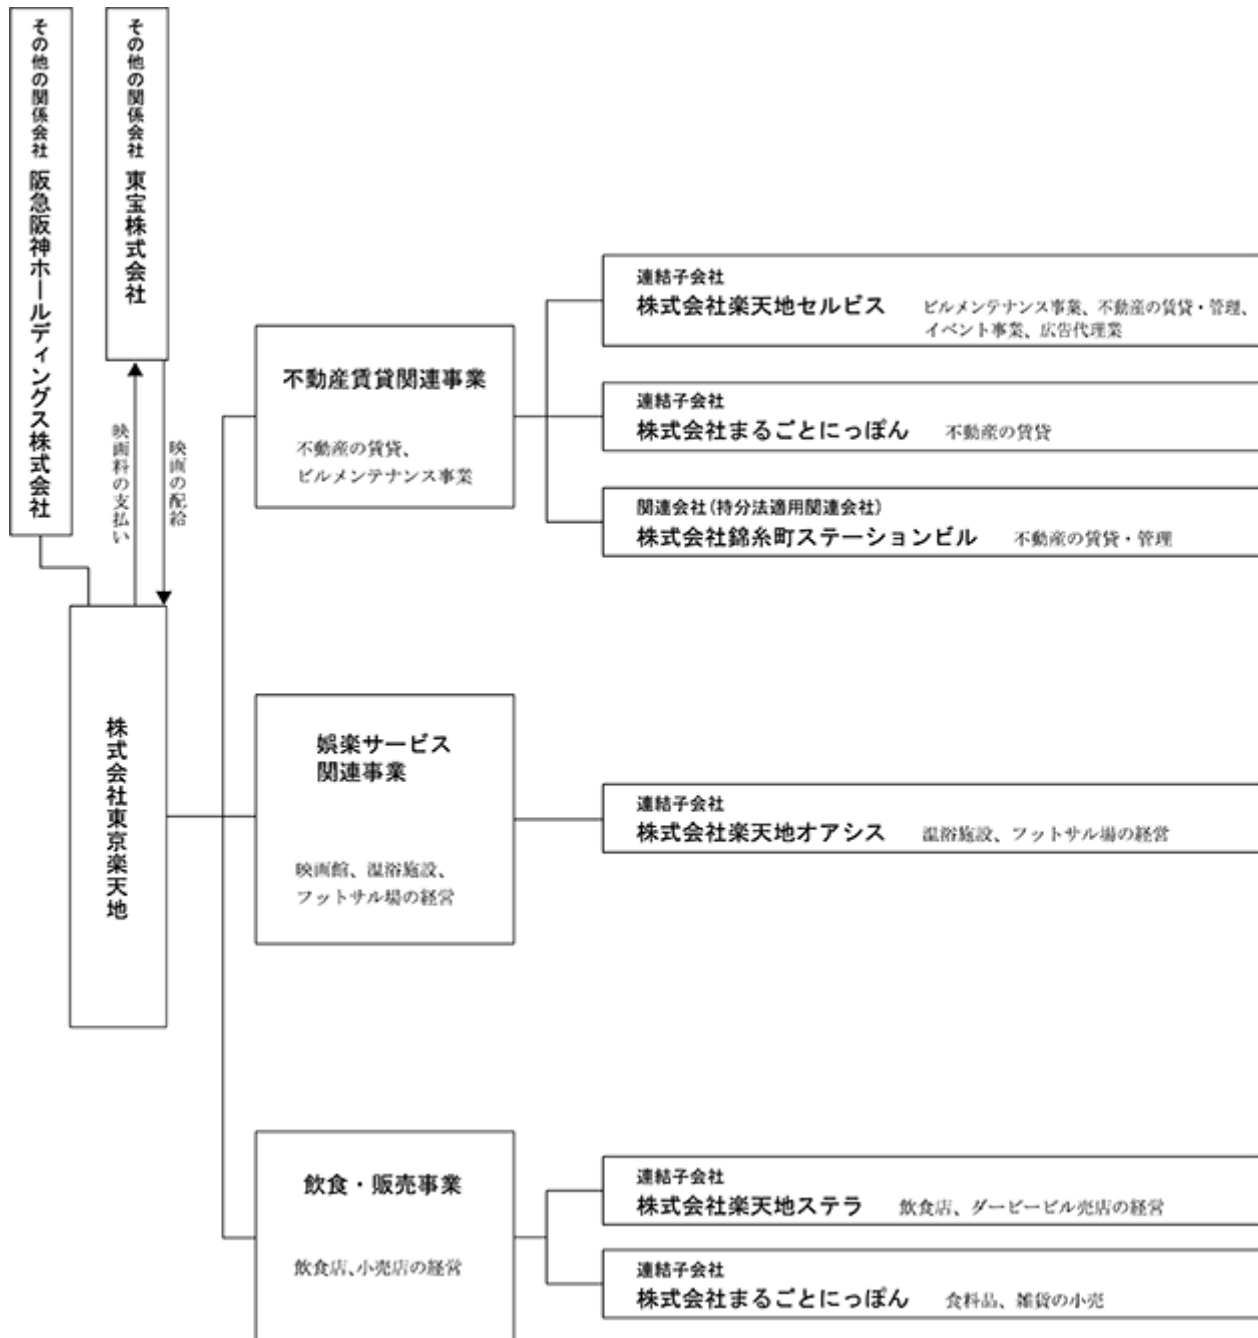 その他の関係会社 阪急阪神ホールディングス株式会社
その他の関係会社 東宝株式会社
映画料の支払い
映画の配給
株式会社東京楽天地
不動産賃貸関連事業
不動産の賃貸、
ビルメンテナンス事業
連結子会社
株式会社楽天地セルビス ビルメンテナンス事業、不動産の賃貸・管理、
イベント事業、広告代理業
連結子会社
株式会社まるごとにっぽん 不動産の賃貸
関連会社(持分法適用関連会社)
株式会社錦糸町ステーションビル 不動産の賃貸・管理
娯楽サービス
関連事業
映画館、温浴施設、
フットサル場の経営
連結子会社
株式会社楽天地オアシス 温浴施設、フットサル場の経営
飲食・販売事業
飲食店、小売店の経営
連結子会社
株式会社楽天地ステラ 飲食店、ダービービル売店の経営
連結子会社
株式会社まるごとにっぽん 食料品、雑貨の小売